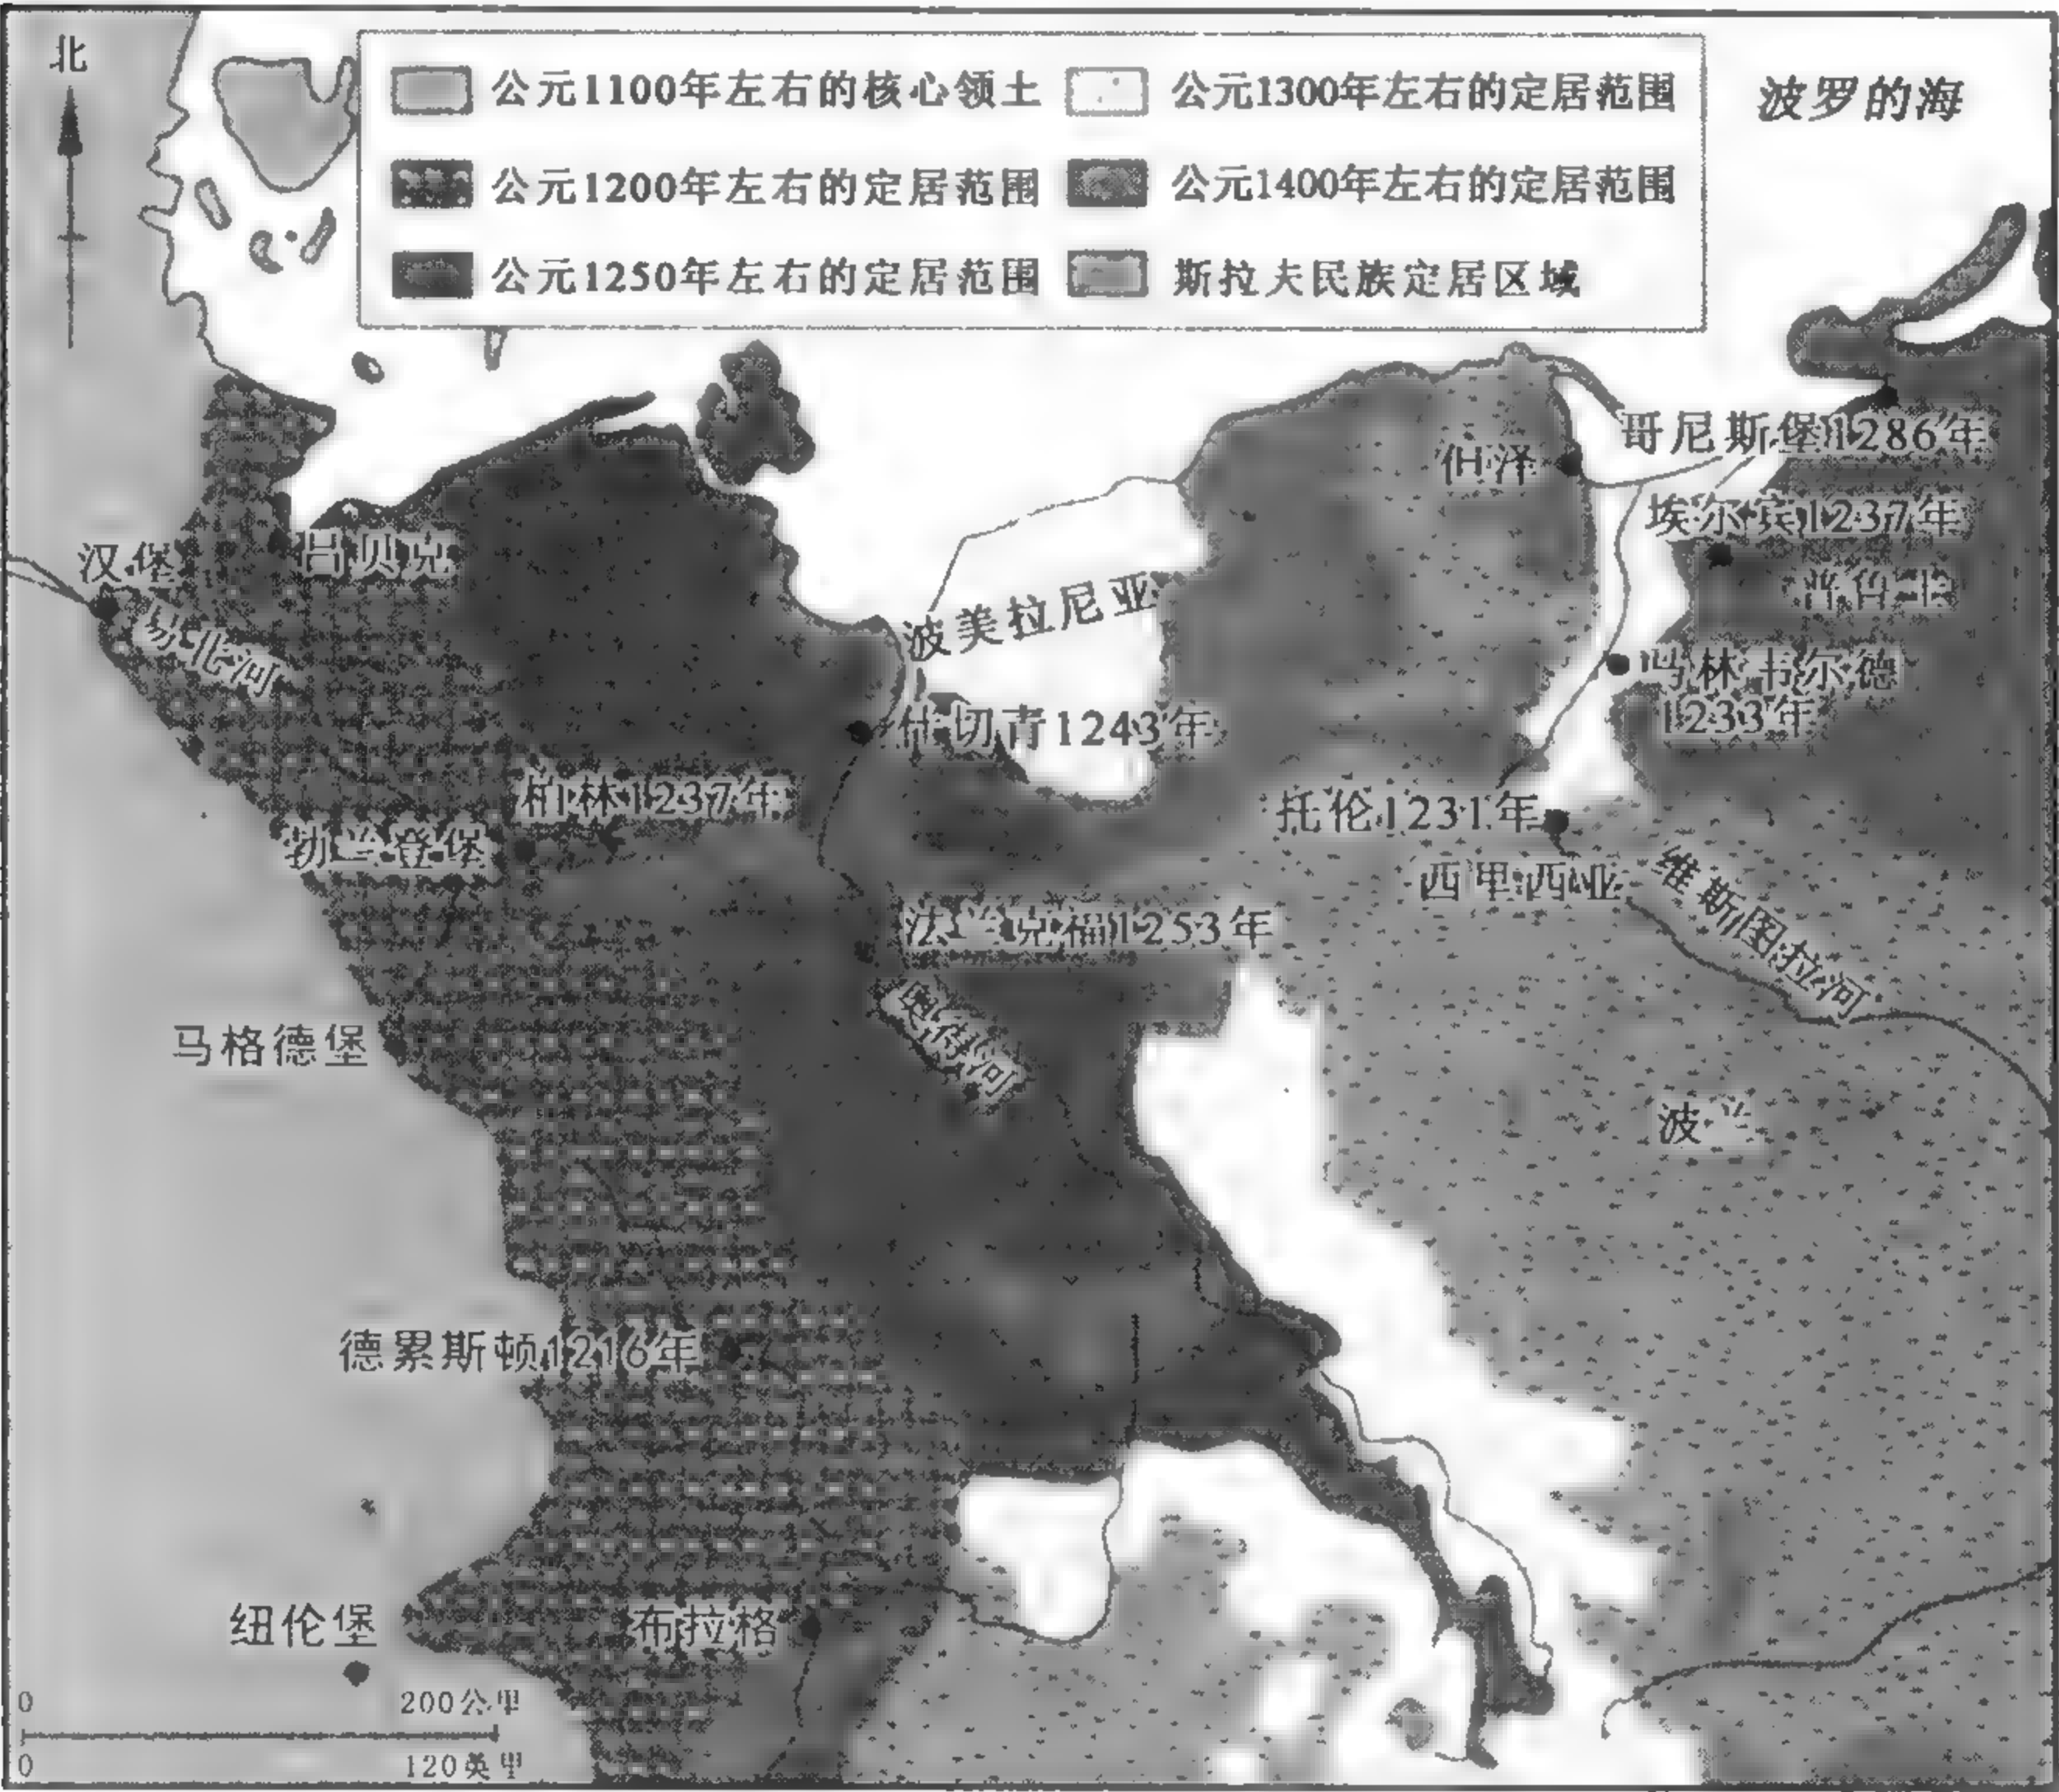 北
公元1100年左右的核心领土
公元1300年左右的定居范围
波罗的海
公元1200年左右的定居范围
公元1400年左右的定居范围
公元1250年左右的定居范围
斯拉夫民族定居区域
哥尼斯堡1286年
但泽
埃尔宾1237年
吕贝克
汉堡
普鲁士
波美拉尼亚
易北河
玛林韦尔德
1233年
什切青1243年
柏林1237年
托伦1231年
勃兰登堡
西里西亚
维斯图拉河
法兰克福1253年
奥得河
马格德堡
波兰
德累斯顿1216年
纽伦堡
布拉格
0
200公里
0
120英里